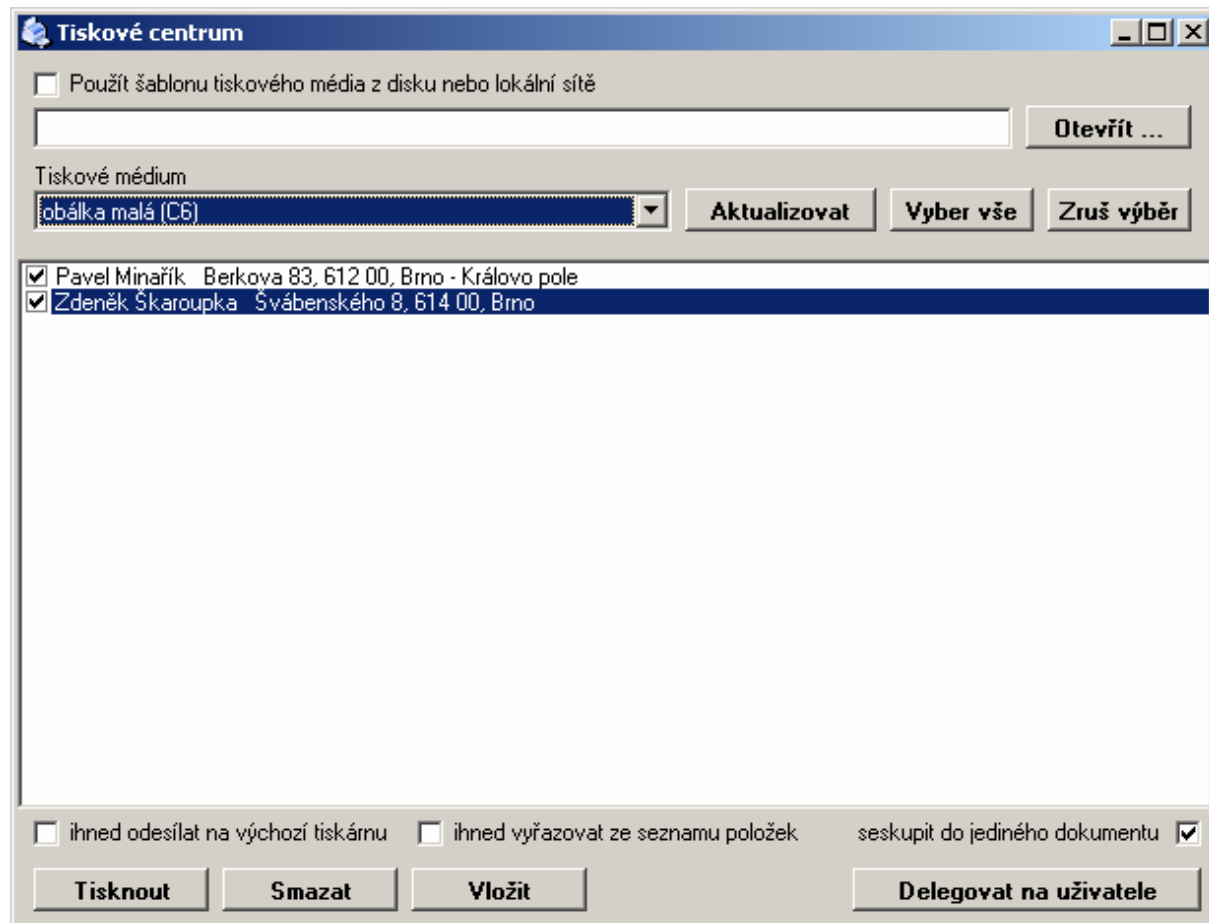 Tiskové centrum
Použít šablonu tiskového média z disku nebo lokální sítě
Otevřít ...
Tiskové médium
obálka malá (C6) Aktualizovat Vyber vše Zruš výběr
Pavel Minařík Berkova 83, 612 00, Brno - Královo pole
Zdeněk Škaroupka Švábenského 8, 614 00, Brno
ihned odesílat na výchozí tiskárnu ihned vyřazovat ze seznamu položek seskupit do jediného dokumentu
Tisknout Smazat Vložit Delegovat na uživatele